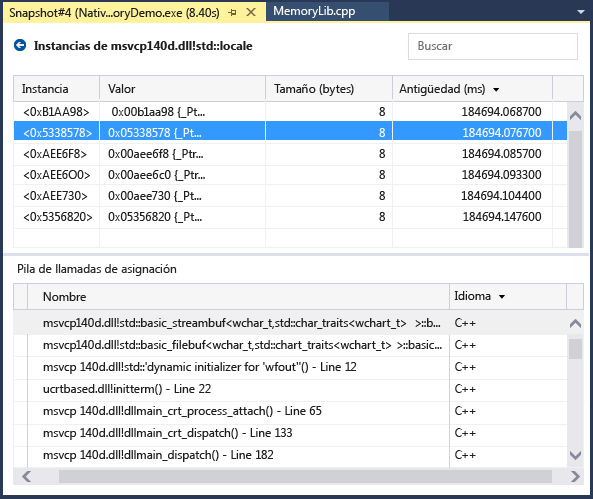 Snapshot#4 (Nativ...oryDemo.exe (8.40s) MemoryLib.cpp
Instancias de msvcp140d.dll!std::locale Buscar
Instancia Valor Tamaño (bytes) Antigüedad (ms)
<0xB1AA98> 0x00b1aa98 {_Pt... 8 184694.068700
<0x5338578> 0x05338578 {_Pt... 8 184694.076700
<0xAEE6F8> 0x00aee6f8 {_Ptr... 8 184694.085700
<0xAEE6O0> 0x00aee6c0 {_Ptr... 8 184694.093300
<0xAEE730> 0x00aee730 {_Pt... 8 184694.104400
<0x5356820> 0x05356820 {_Pt... 8 184694.147600
Pila de llamadas de asignación
Nombre Idioma
msvcp140d.dll!std::basic_streambuf<wchar_t,std::char_traits<wchart_t> >::b... C++
msvcp140d.dll!std::basic_filebuf<wchar_t,std::chart_traits<wchart_t> >::basic... C++
msvcp 140d.dll!std::'dynamic initializer for 'wfout''() - Line 12 C++
ucrtbased.dll!initterm() - Line 22 C++
msvcp 140d.dll!dllmain_crt_process_attach() - Line 65 C++
msvcp 140d.dll!dllmain_crt_dispatch() - Line 133 C++
msvcp 140d.dll!dllmain_dispatch() - Line 182 C++